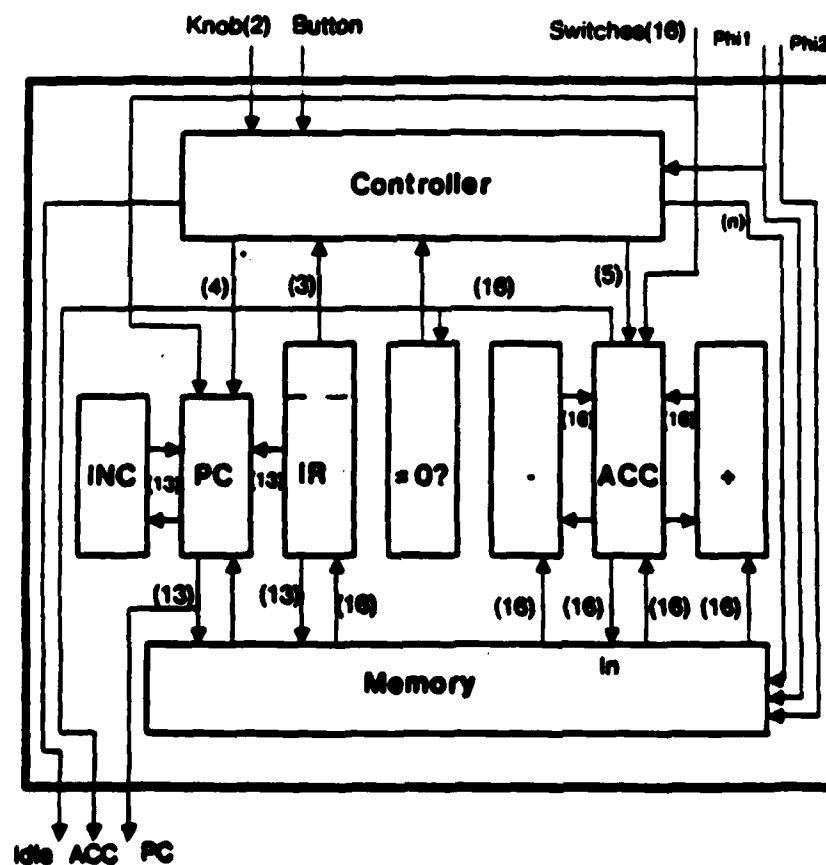 Knob(2) Button Switches(16) Phi1 Phi2
Controller
(n)
(4) (3) (16) (5)
(16) (16)
INC (13) PC (13) IR = 0? - ACC +
(13) (13) (16) (16) (16) (16) (16)
In
Memory
Idle ACC PC